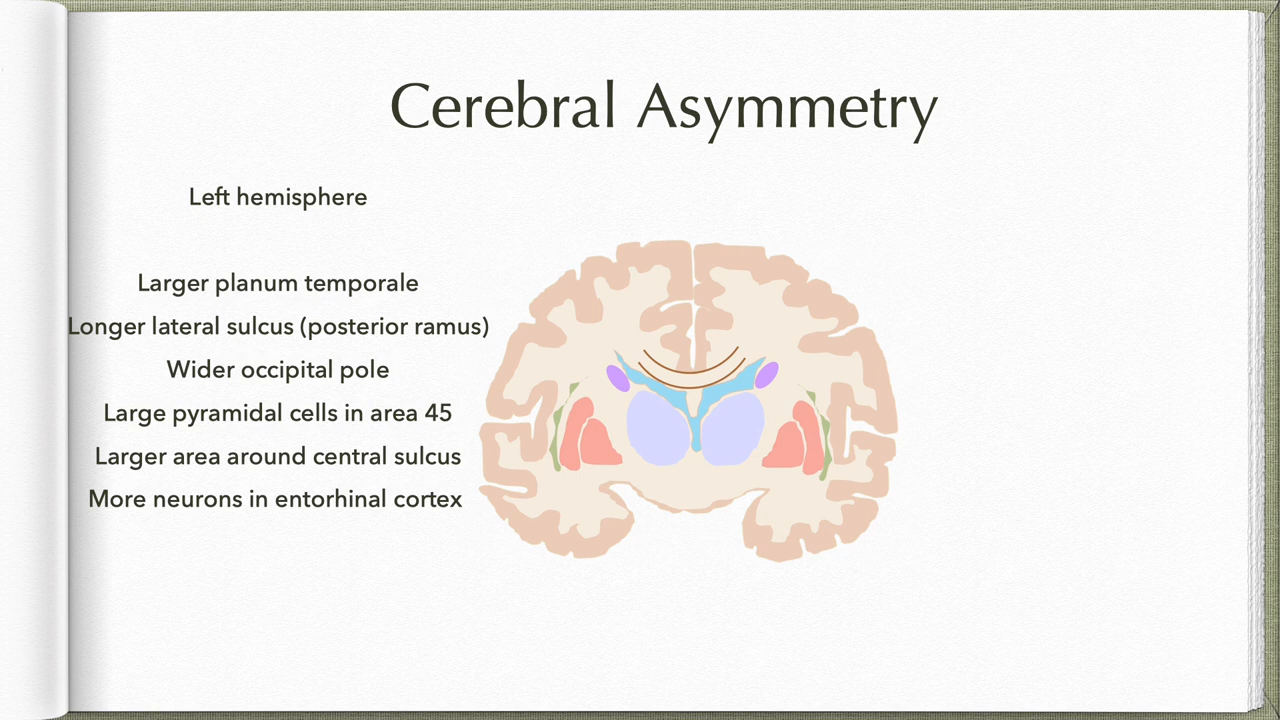 Cerebral Asymmetry
Left hemisphere
Larger planum temporale
Longer lateral sulcus (posterior ramus)
Wider occipital pole
Large pyramidal cells in area 45
Larger area around central sulcus
More neurons in entorhinal cortex